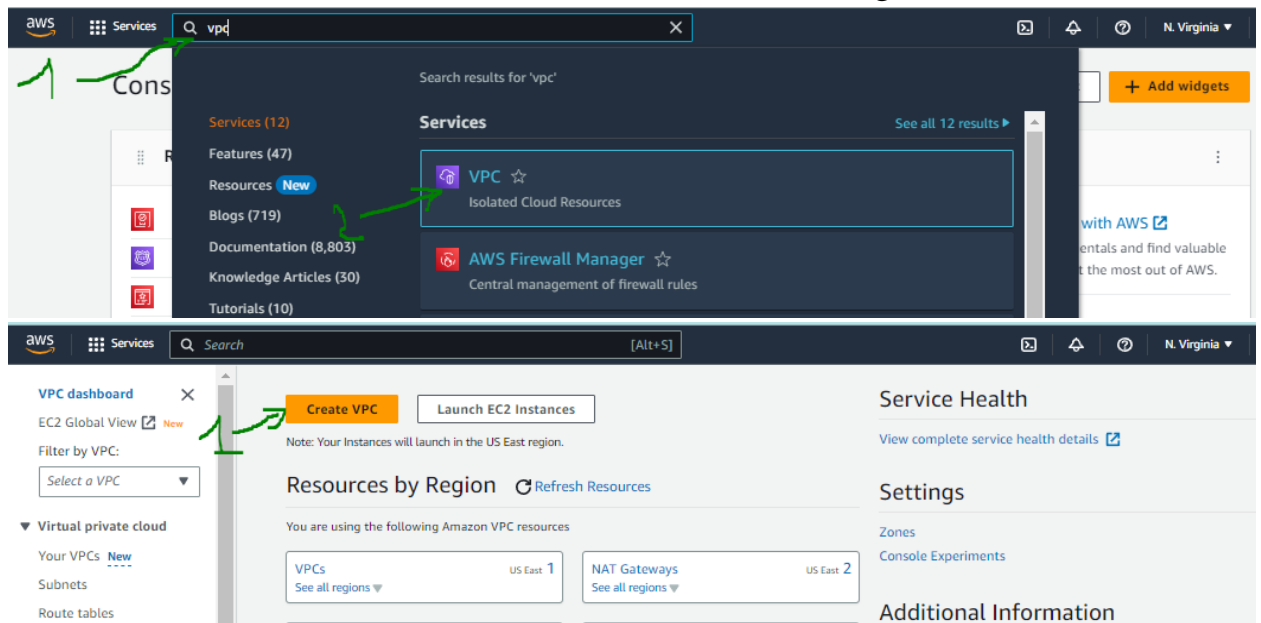 aws Services vpc N. Virginia ▼
1
Cons + Add widgets
Search results for 'vpc'
Services (12)
Features (47)
Resources New
Blogs (719)
Documentation (8,803)
Knowledge Articles (30)
Tutorials (10)
Services See all 12 results ▶
VPC
Isolated Cloud Resources
2
AWS Firewall Manager
Central management of firewall rules
R
with AWS
entals and find valuable
t the most out of AWS.
aws Services Search [Alt+S] N. Virginia ▼
VPC dashboard
EC2 Global View New
Filter by VPC:
Select a VPC ▼
▼ Virtual private cloud
Your VPCs New
Subnets
Route tables
1
Create VPC Launch EC2 Instances
Note: Your Instances will launch in the US East region.
Resources by Region Refresh Resources
You are using the following Amazon VPC resources
VPCs US East 1
See all regions ▼
NAT Gateways US East 2
See all regions ▼
Service Health
View complete service health details
Settings
Zones
Console Experiments
Additional Information